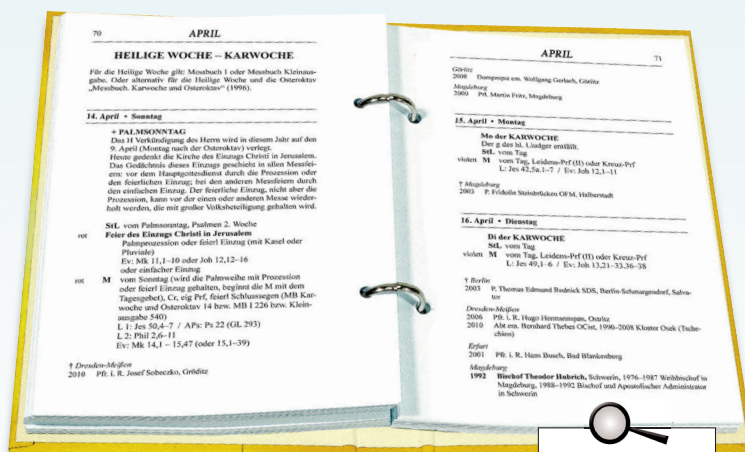 70 APRIL
HEILIGE WOCHE – KARWOCHE
Für die Heilige Woche gilt: Messbuch I oder Messbuch Kleinaus-
gabe. Oder alternativ für die Heilige Woche und die Osteroktav
„Messbuch. Karwoche und Osteroktav“ (1996).
14. April • Sonntag
+ PALMSONNTAG
Das H Verkündigung des Herrn wird in diesem Jahr auf den
9. April (Montag nach der Osteroktav) verlegt.
Heute gedenkt die Kirche des Einzugs Christi in Jerusalem.
Das Gedächtnis dieses Einzugs geschieht in allen Messfei-
ern: vor dem Hauptgottesdienst durch die Prozession oder
den feierlichen Einzug; bei den anderen Messfeiern durch
den einfachen Einzug. Der feierliche Einzug, nicht aber die
Prozession, kann vor der einen oder anderen Messe wieder-
holt werden, die mit großer Volksbeteiligung gehalten wird.
StL vom Palmsonntag, Psalmen 2. Woche
rot Feier des Einzugs Christi in Jerusalem
Palmprozession oder feierl Einzug (mit Kasel oder
Pluviale)
Ev: Mk 11,1–10 oder Joh 12,12–16
oder einfacher Einzug
rot M vom Sonntag (wird die Palmweihe mit Prozession
oder feierl Einzug gehalten, beginnt die M mit dem
Tagesgebet), Cr, eig Prf, feierl Schlusssegen (MB Kar-
woche und Osteroktav 14 bzw. MB I 226 bzw. Klein-
ausgabe 540)
L 1: Jes 50,4–7 / APs: Ps 22 (GL 293)
L 2: Phil 2,6–11
Ev: Mk 14,1 – 15,47 (oder 15,1–39)
† Dresden-Meißen
2010 Pfr. i. R. Josef Sobeczko, Gröditz
APRIL 71
Görlitz
2008 Dompropst em. Wolfgang Gerlach, Görlitz
Magdeburg
2000 Prl. Martin Fritz, Magdeburg
15. April • Montag
Mo der KARWOCHE
Der g des hl. Liudger entfällt.
StL vom Tag
violett M vom Tag, Leidens-Prf (II) oder Kreuz-Prf
L: Jes 42,5a.1–7 / Ev: Joh 12,1–11
† Magdeburg
2003 P. Fridolin Steinbrücken OFM, Halberstadt
16. April • Dienstag
Di der KARWOCHE
StL vom Tag
violett M vom Tag, Leidens-Prf (II) oder Kreuz-Prf
L: Jes 49,1–6 / Ev: Joh 13,21–33.36–38
† Berlin
2003 P. Thomas Edmund Rudnick SDS, Berlin-Schmargendorf, Salva-
tor
Dresden-Meißen
2006 Pfr. i. R. Hugo Hermannspan, Ostritz
2010 Abt em. Bernhard Thebes OCist, 1990–2008 Kloster Osek (Tsche-
chien)
Erfurt
2001 Pfr. i. R. Hans Busch, Bad Blankenburg
Magdeburg
1992 Bischof Theodor Hubrich, Schwerin, 1976–1987 Weihbischof in
Magdeburg, 1988–1992 Bischof und Apostolischer Administrator
in Schwerin